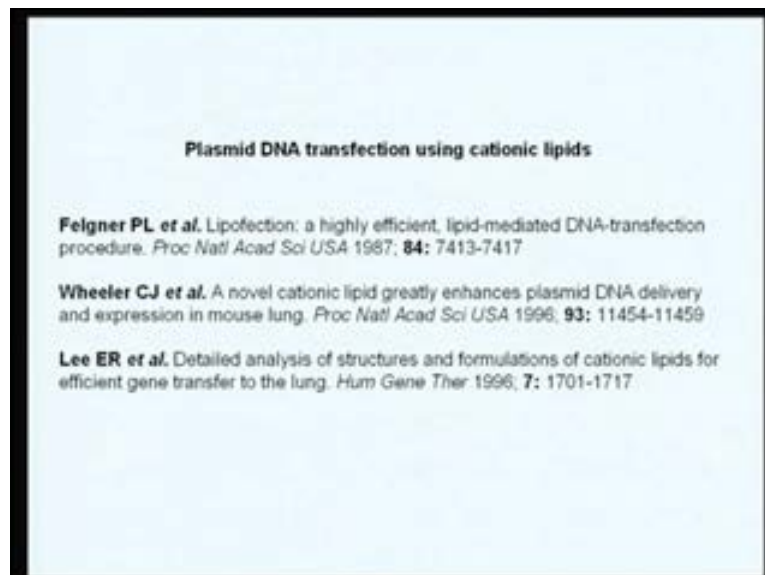 Plasmid DNA transfection using cationic lipids
Felgner PL et al. Lipofection: a highly efficient, lipid-mediated DNA-transfection
procedure. Proc Natl Acad Sci USA 1987; 84: 7413-7417
Wheeler CJ et al. A novel cationic lipid greatly enhances plasmid DNA delivery
and expression in mouse lung. Proc Natl Acad Sci USA 1996; 93: 11454-11459
Lee ER et al. Detailed analysis of structures and formulations of cationic lipids for
efficient gene transfer to the lung. Hum Gene Ther 1996; 7: 1701-1717